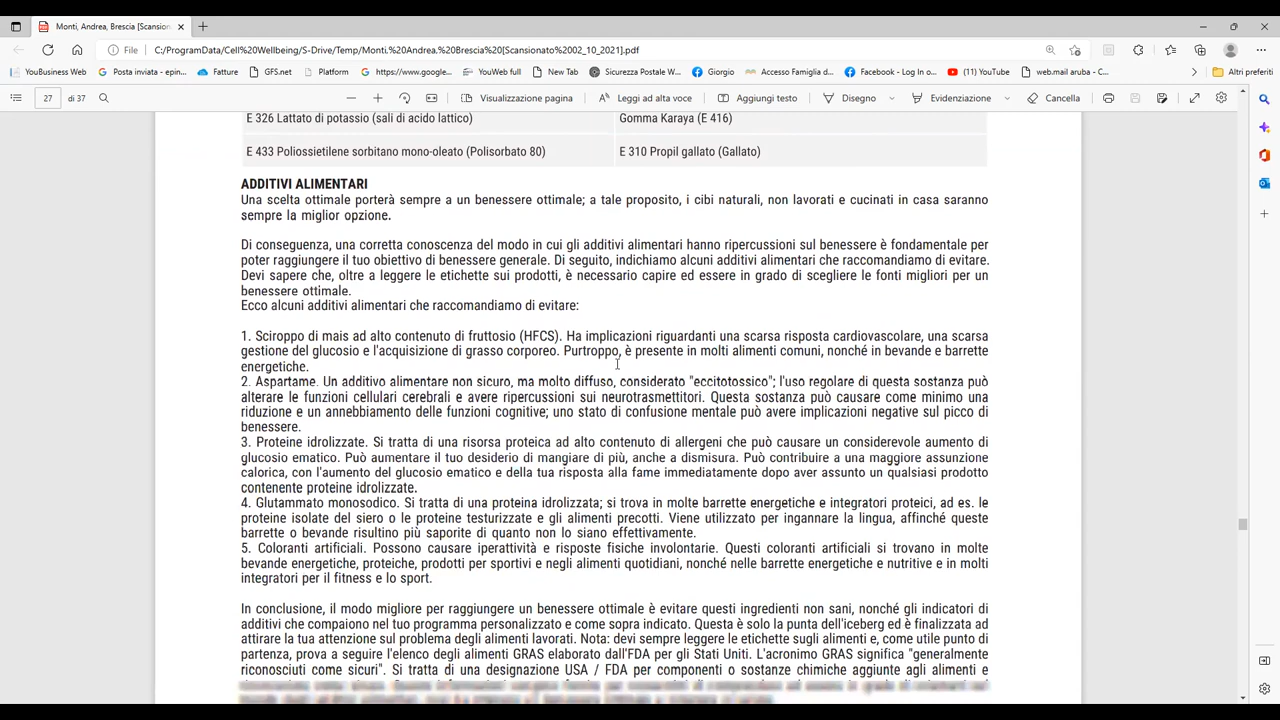 Monti, Andrea, Brescia [Scansion
File
C:/ProgramData/Cell%20Wellbeing/S-Drive/Temp/Monti.%20Andrea.%20Brescia%20[Scansionato%2002_10_2021].pdf
YouBusiness Web
Posta inviata - epin...
Fatture
GFS.net
Platform
https://www.google...
YouWeb full
New Tab
Sicurezza Postale W...
Giorgio
Accesso Famiglia d...
Facebook - Log In o...
(11) YouTube
web.mail aruba - C...
Altri preferiti
27 di 37
Visualizzazione pagina
Leggi ad alta voce
Aggiungi testo
Disegno
Evidenziazione
Cancella
E 326 Lattato di potassio (sali di acido lattico) Gomma Karaya (E 416)
E 433 Poliossietilene sorbitano mono-oleato (Polisorbato 80) E 310 Propil gallato (Gallato)
ADDITIVI ALIMENTARI
Una scelta ottimale porterà sempre a un benessere ottimale; a tale proposito, i cibi naturali, non lavorati e cucinati in casa saranno
sempre la miglior opzione.
Di conseguenza, una corretta conoscenza del modo in cui gli additivi alimentari hanno ripercussioni sul benessere è fondamentale per
poter raggiungere il tuo obiettivo di benessere generale. Di seguito, indichiamo alcuni additivi alimentari che raccomandiamo di evitare.
Devi sapere che, oltre a leggere le etichette sui prodotti, è necessario capire ed essere in grado di scegliere le fonti migliori per un
benessere ottimale.
Ecco alcuni additivi alimentari che raccomandiamo di evitare:
1. Sciroppo di mais ad alto contenuto di fruttosio (HFCS). Ha implicazioni riguardanti una scarsa risposta cardiovascolare, una scarsa
gestione del glucosio e l'acquisizione di grasso corporeo. Purtroppo, è presente in molti alimenti comuni, nonché in bevande e barrette
energetiche.
2. Aspartame. Un additivo alimentare non sicuro, ma molto diffuso, considerato "eccitotossico"; l'uso regolare di questa sostanza può
alterare le funzioni cellulari cerebrali e avere ripercussioni sui neurotrasmettitori. Questa sostanza può causare come minimo una
riduzione e un annebbiamento delle funzioni cognitive; uno stato di confusione mentale può avere implicazioni negative sul picco di
benessere.
3. Proteine idrolizzate. Si tratta di una risorsa proteica ad alto contenuto di allergeni che può causare un considerevole aumento di
glucosio ematico. Può aumentare il tuo desiderio di mangiare di più, anche a dismisura. Può contribuire a una maggiore assunzione
calorica, con l'aumento del glucosio ematico e della tua risposta alla fame immediatamente dopo aver assunto un qualsiasi prodotto
contenente proteine idrolizzate.
4. Glutammato monosodico. Si tratta di una proteina idrolizzata; si trova in molte barrette energetiche e integratori proteici, ad es. le
proteine isolate del siero o le proteine testurizzate e gli alimenti precotti. Viene utilizzato per ingannare la lingua, affinché queste
barrette o bevande risultino più saporite di quanto non lo siano effettivamente.
5. Coloranti artificiali. Possono causare iperattività e risposte fisiche involontarie. Questi coloranti artificiali si trovano in molte
bevande energetiche, proteiche, prodotti per sportivi e negli alimenti quotidiani, nonché nelle barrette energetiche e nutritive e in molti
integratori per il fitness e lo sport.
In conclusione, il modo migliore per raggiungere un benessere ottimale è evitare questi ingredienti non sani, nonché gli indicatori di
additivi che compaiono nel tuo programma personalizzato e come sopra indicato. Questa è solo la punta dell'iceberg ed è finalizzata ad
attirare la tua attenzione sul problema degli alimenti lavorati. Nota: devi sempre leggere le etichette sugli alimenti e, come utile punto di
partenza, prova a seguire l'elenco degli alimenti GRAS elaborato dall'FDA per gli Stati Uniti. L'acronimo GRAS significa "generalmente
riconosciuti come sicuri". Si tratta di una designazione USA / FDA per componenti o sostanze chimiche aggiunte agli alimenti e